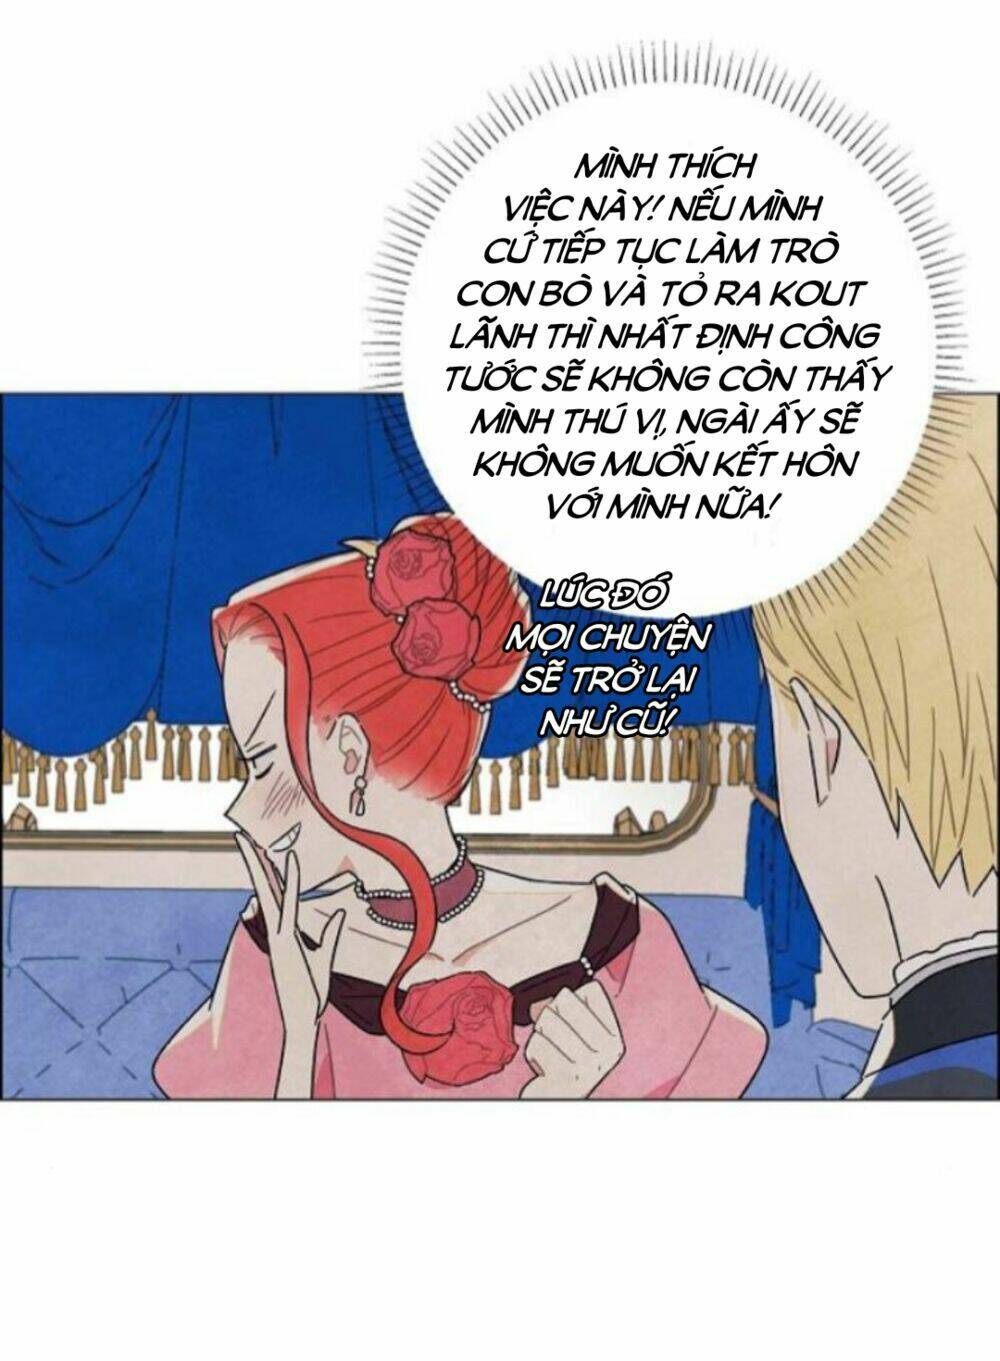 MÌNH THÍCH
VIỆC NÀY! NẾU MÌNH
CỨ TIẾP TỤC LÀM TRÒ
CON BÒ VÀ TỎ RA KOUT
LÃNH THÌ NHẤT ĐỊNH CÔNG
TƯỚC SẼ KHÔNG CÒN THẤY
MÌNH THÚ VỊ, NGÀI ẤY SẼ
KHÔNG MUỐN KẾT HÔN
VỚI MÌNH NỮA!
LÚC ĐÓ
MỌI CHUYỆN
SẼ TRỞ LẠI
NHƯ CŨ!